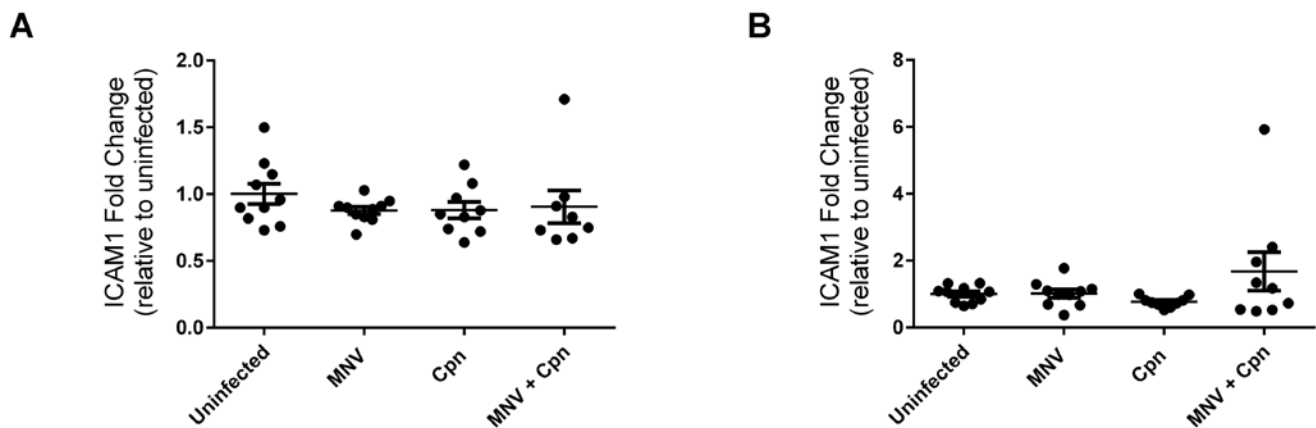 A
ICAM1 Fold Change
(relative to uninfected)
2.0
1.5
1.0
0.5
0.0
Uninfected
MNV
Cpn
MNV + Cpn
B
ICAM1 Fold Change
(relative to uninfected)
8
6
4
2
0
Uninfected
MNV
Cpn
MNV + Cpn